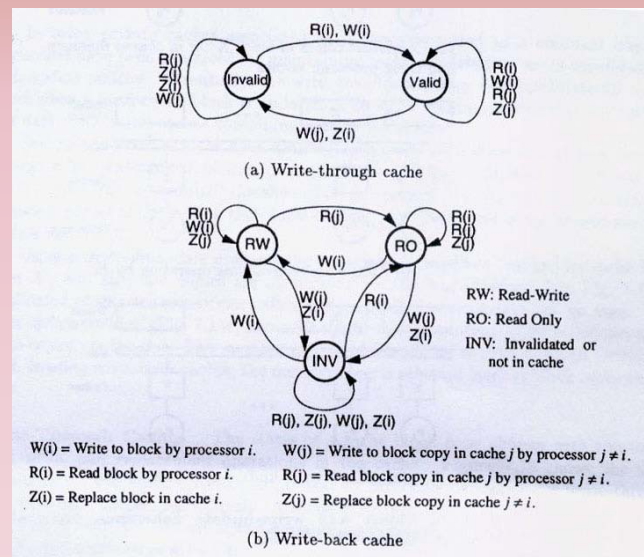 R(i), W(i)
R(j)
Z(j)
Z(i)
W(j)
Invalid
Valid
R(i)
W(i)
R(j)
Z(j)
W(j), Z(i)
(a) Write-through cache
R(i)
W(i)
Z(j)
RW
R(j)
RO
R(i)
R(j)
Z(j)
W(i)
W(j)
Z(i)
R(i)
W(i)
W(j)
Z(i)
INV
R(j), Z(j), W(j), Z(i)
RW: Read-Write
RO: Read Only
INV: Invalidated or
not in cache
W(i) = Write to block by processor i.
W(j) = Write to block copy in cache j by processor j ≠ i.
R(i) = Read block by processor i.
R(j) = Read block copy in cache j by processor j ≠ i.
Z(i) = Replace block in cache i.
Z(j) = Replace block copy in cache j ≠ i.
(b) Write-back cache